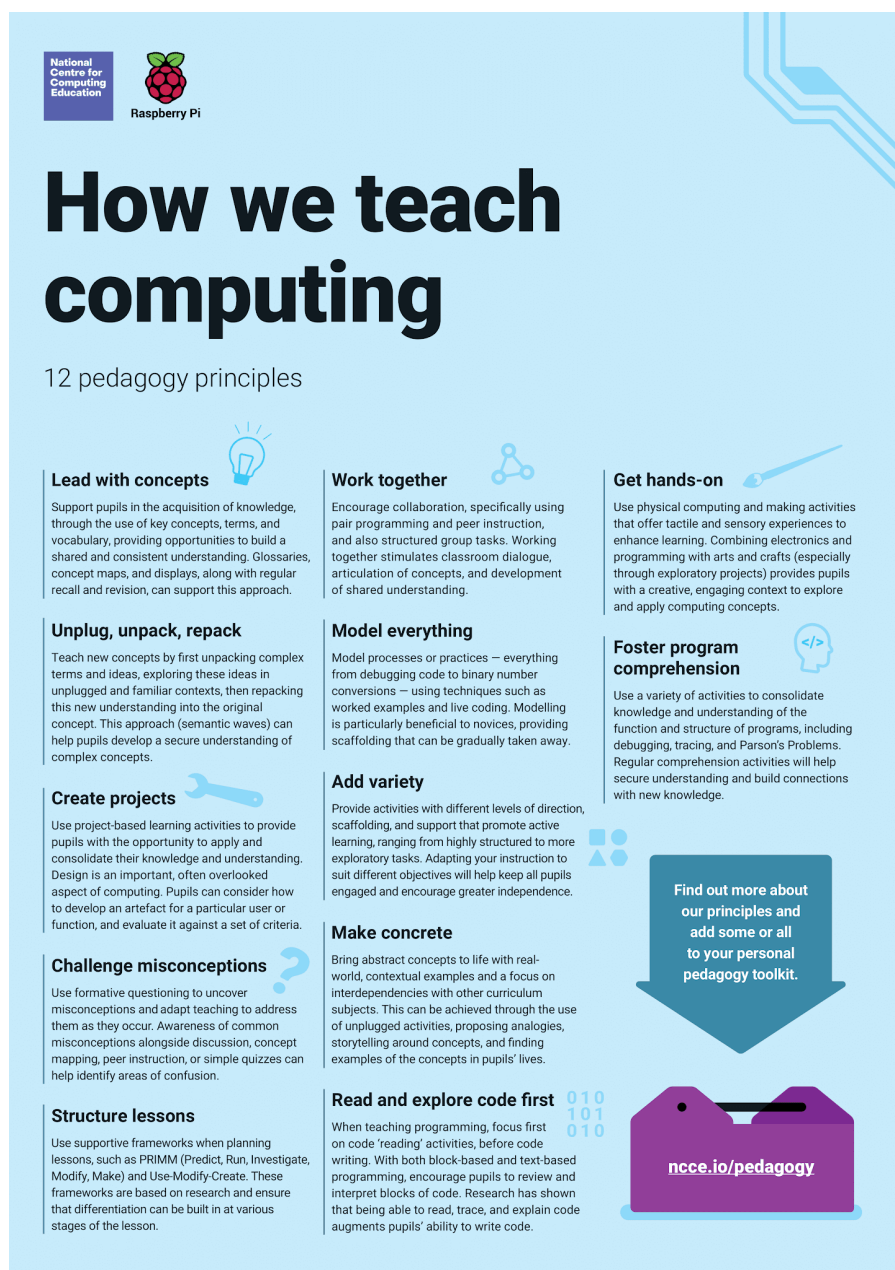 National
Centre for
Computing
Education
Raspberry Pi
How we teach
computing
12 pedagogy principles
Lead with concepts
Support pupils in the acquisition of knowledge,
through the use of key concepts, terms, and
vocabulary, providing opportunities to build a
shared and consistent understanding. Glossaries,
concept maps, and displays, along with regular
recall and revision, can support this approach.
Unplug, unpack, repack
Teach new concepts by first unpacking complex
terms and ideas, exploring these ideas in
unplugged and familiar contexts, then repacking
this new understanding into the original
concept. This approach (semantic waves) can
help pupils develop a secure understanding of
complex concepts.
Create projects
Use project-based learning activities to provide
pupils with the opportunity to apply and
consolidate their knowledge and understanding.
Design is an important, often overlooked
aspect of computing. Pupils can consider how
to develop an artefact for a particular user or
function, and evaluate it against a set of criteria.
Challenge misconceptions
Use formative questioning to uncover
misconceptions and adapt teaching to address
them as they occur. Awareness of common
misconceptions alongside discussion, concept
mapping, peer instruction, or simple quizzes can
help identify areas of confusion.
Structure lessons
Use supportive frameworks when planning
lessons, such as PRIMM (Predict, Run, Investigate,
Modify, Make) and Use-Modify-Create. These
frameworks are based on research and ensure
that differentiation can be built in at various
stages of the lesson.
Work together
Encourage collaboration, specifically using
pair programming and peer instruction,
and also structured group tasks. Working
together stimulates classroom dialogue,
articulation of concepts, and development
of shared understanding.
Model everything
Model processes or practices — everything
from debugging code to binary number
conversions — using techniques such as
worked examples and live coding. Modelling
is particularly beneficial to novices, providing
scaffolding that can be gradually taken away.
Add variety
Provide activities with different levels of direction,
scaffolding, and support that promote active
learning, ranging from highly structured to more
exploratory tasks. Adapting your instruction to
suit different objectives will help keep all pupils
engaged and encourage greater independence.
Make concrete
Bring abstract concepts to life with real-
world, contextual examples and a focus on
interdependencies with other curriculum
subjects. This can be achieved through the use
of unplugged activities, proposing analogies,
storytelling around concepts, and finding
examples of the concepts in pupils' lives.
Read and explore code first
010
101
010
When teaching programming, focus first
on code 'reading' activities, before code
writing. With both block-based and text-based
programming, encourage pupils to review and
interpret blocks of code. Research has shown
that being able to read, trace, and explain code
augments pupils' ability to write code.
Get hands-on
Use physical computing and making activities
that offer tactile and sensory experiences to
enhance learning. Combining electronics and
programming with arts and crafts (especially
through exploratory projects) provides pupils
with a creative, engaging context to explore
and apply computing concepts.
Foster program
comprehension
</>
Use a variety of activities to consolidate
knowledge and understanding of the
function and structure of programs, including
debugging, tracing, and Parson's Problems.
Regular comprehension activities will help
secure understanding and build connections
with new knowledge.
Find out more about
our principles and
add some or all
to your personal
pedagogy toolkit.
ncce.io/pedagogy